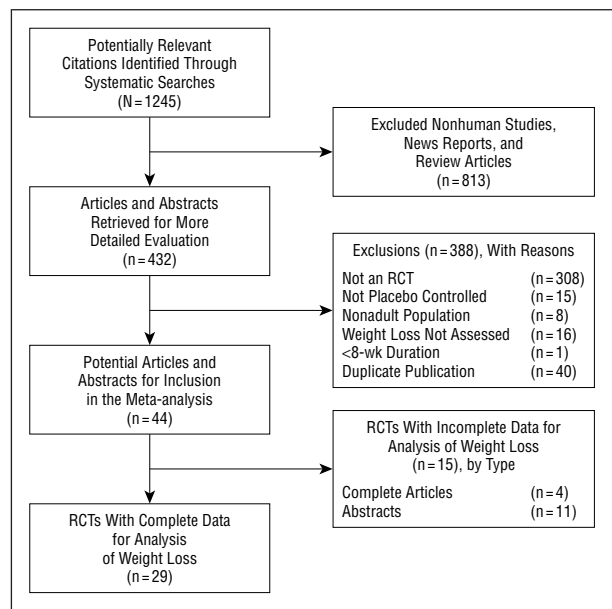 Potentially Relevant
Citations Identified Through
Systematic Searches
(N=1245)
Excluded Nonhuman Studies,
News Reports, and
Review Articles
(n=813)
Articles and Abstracts
Retrieved for More
Detailed Evaluation
(n=432)
Exclusions (n=388), With Reasons
Not an RCT (n=308)
Not Placebo Controlled (n=15)
Nonadult Population (n=8)
Weight Loss Not Assessed (n=16)
<8-wk Duration (n=1)
Duplicate Publication (n=40)
Potential Articles and
Abstracts for Inclusion
in the Meta-analysis
(n=44)
RCTs With Incomplete Data for
Analysis of Weight Loss
(n=15), by Type
Complete Articles (n=4)
Abstracts (n=11)
RCTs With Complete Data
for Analysis
of Weight Loss
(n=29)